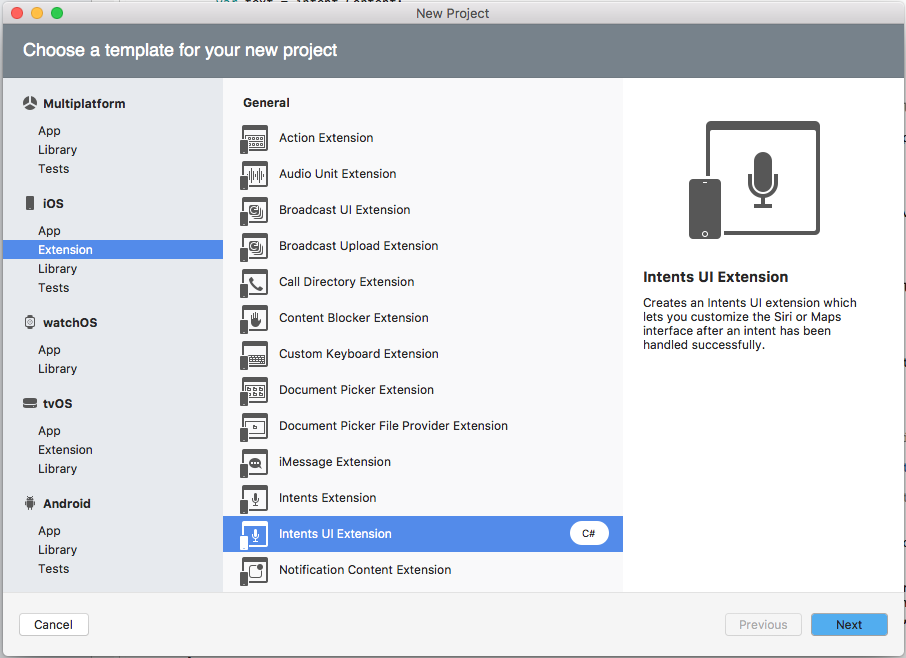 New Project
Choose a template for your new project
Multiplatform
App
Library
Tests
iOS
App
Extension
Library
Tests
watchOS
App
Library
tvOS
App
Extension
Library
Android
App
Library
Tests
General
Action Extension
Audio Unit Extension
Broadcast UI Extension
Broadcast Upload Extension
Call Directory Extension
Content Blocker Extension
Custom Keyboard Extension
Document Picker Extension
Document Picker File Provider Extension
iMessage Extension
Intents Extension
Intents UI Extension C#
Notification Content Extension
Intents UI Extension
Creates an Intents UI extension which
lets you customize the Siri or Maps
interface after an intent has been
handled successfully.
Cancel
Previous
Next